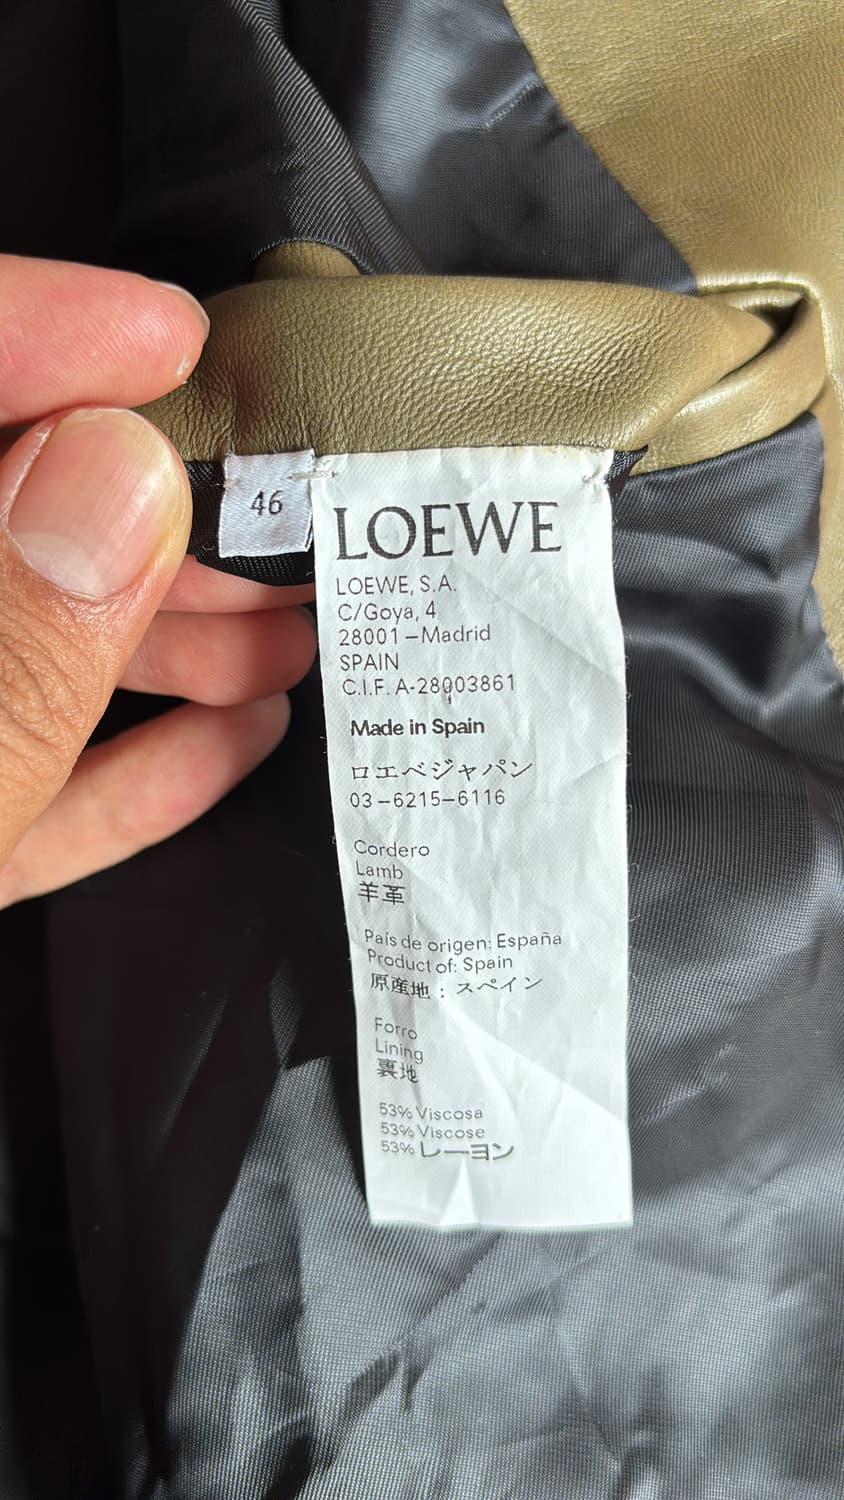 46
LOEWE
LOEWE, S.A.
C/Goya, 4
28001 – Madrid
SPAIN
C.I.F. A-28003861
Made in Spain
ロエベジャパン
03-6215-6116
Cordero
Lamb
羊革
País de origen: España
Product of: Spain
原産地 : スペイン
Forro
Lining
裏地
53% Viscosa
53% Viscose
53% レーヨン